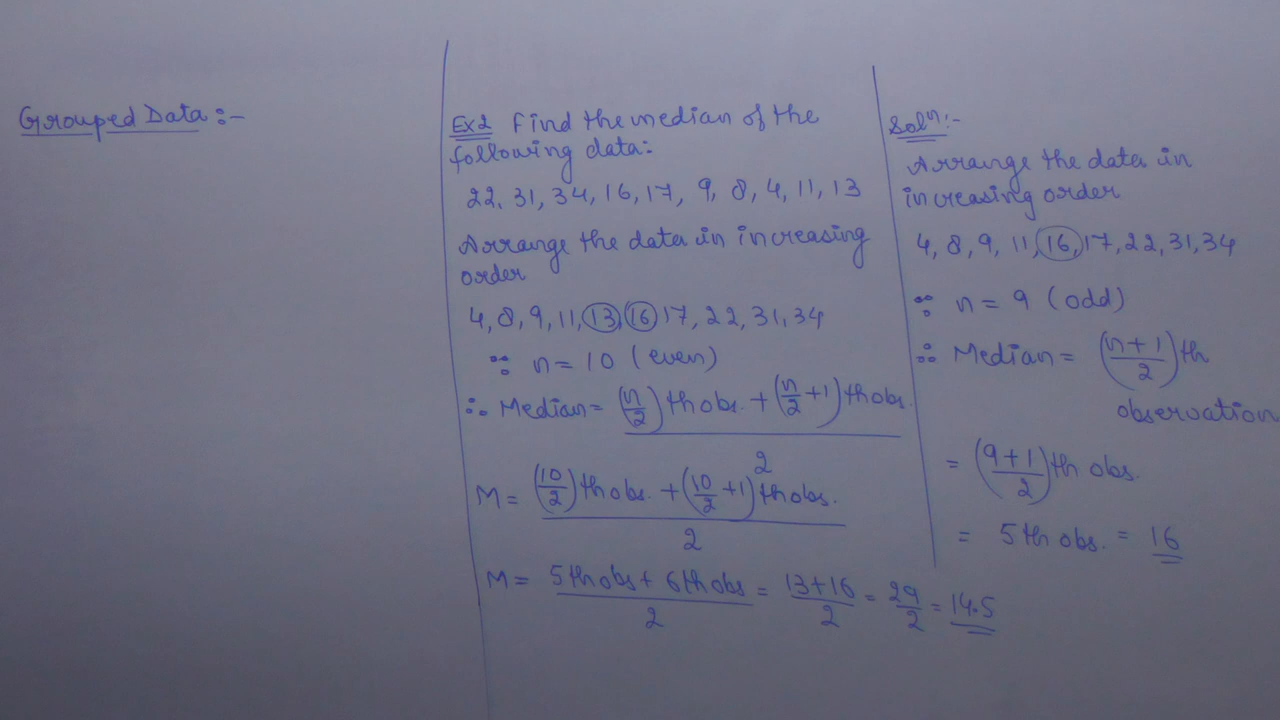 Grouped Data :-
Ex2 Find the median of the
following data:
22, 31, 34, 16, 17, 9, 8, 4, 11, 13
Arrange the data in increasing
order
4, 8, 9, 11, 13, 16, 17, 22, 31, 34
∵ n = 10 (even)
∴ Median = ((n/2)th obs. + (n/2 + 1)th obs.)/2
M = ((10/2)th obs. + (10/2 + 1)th obs.)/2
M = (5th obs + 6th obs)/2 = (13+16)/2 = 29/2 = 14.5
Solⁿ:-
Arrange the data in
increasing order
4, 8, 9, 11, 16, 17, 22, 31, 34
∵ n = 9 (odd)
∴ Median = ((n+1)/2)th
observation
= ((9+1)/2)th obs.
= 5th obs. = 16